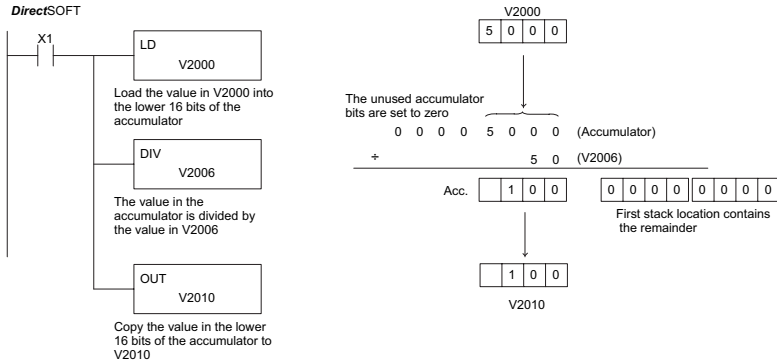 DirectSOFT
X1
LD
V2000
Load the value in V2000 into
the lower 16 bits of the
accumulator
DIV
V2006
The value in the
accumulator is divided by
the value in V2006
OUT
V2010
Copy the value in the lower
16 bits of the accumulator to
V2010
V2000
5 0 0 0
The unused accumulator
bits are set to zero
0 0 0 0 5 0 0 0 (Accumulator)
÷ 5 0 (V2006)
Acc. 1 0 0 0 0 0 0 0 0 0 0
First stack location contains
the remainder
1 0 0
V2010